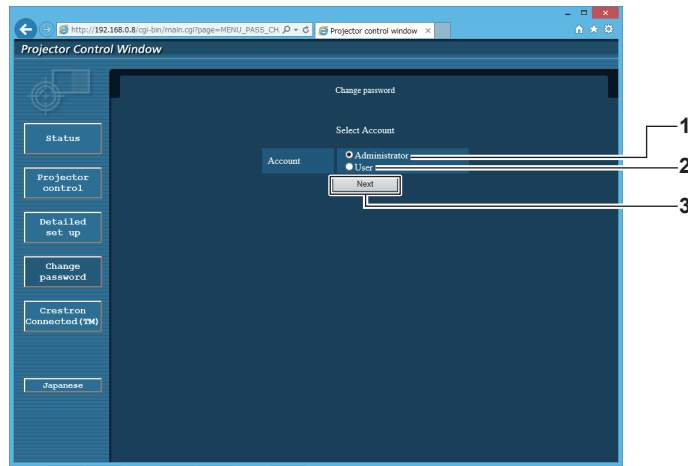 http://192.168.0.8/cgi-bin/main.cgi?page=MENU_PASS_CH.
Projector control window
Projector Control Window
Change password
Select Account
Account
Administrator
User
Next
Status
Projector
control
Detailed
set up
Change
password
Crestron
Connected(TM)
Japanese
1
2
3